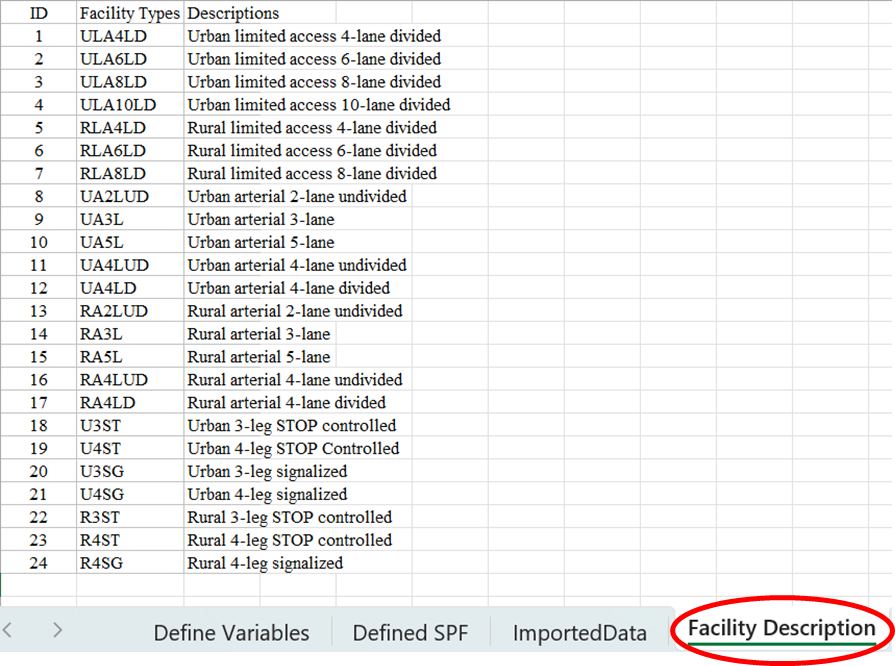 ID Facility Types Descriptions
1 ULA4LD Urban limited access 4-lane divided
2 ULA6LD Urban limited access 6-lane divided
3 ULA8LD Urban limited access 8-lane divided
4 ULA10LD Urban limited access 10-lane divided
5 RLA4LD Rural limited access 4-lane divided
6 RLA6LD Rural limited access 6-lane divided
7 RLA8LD Rural limited access 8-lane divided
8 UA2LUD Urban arterial 2-lane undivided
9 UA3L Urban arterial 3-lane
10 UA5L Urban arterial 5-lane
11 UA4LUD Urban arterial 4-lane undivided
12 UA4LD Urban arterial 4-lane divided
13 RA2LUD Rural arterial 2-lane undivided
14 RA3L Rural arterial 3-lane
15 RA5L Rural arterial 5-lane
16 RA4LUD Rural arterial 4-lane undivided
17 RA4LD Rural arterial 4-lane divided
18 U3ST Urban 3-leg STOP controlled
19 U4ST Urban 4-leg STOP Controlled
20 U3SG Urban 3-leg signalized
21 U4SG Urban 4-leg signalized
22 R3ST Rural 3-leg STOP controlled
23 R4ST Rural 4-leg STOP controlled
24 R4SG Rural 4-leg signalized
Define Variables Defined SPF ImportedData Facility Description